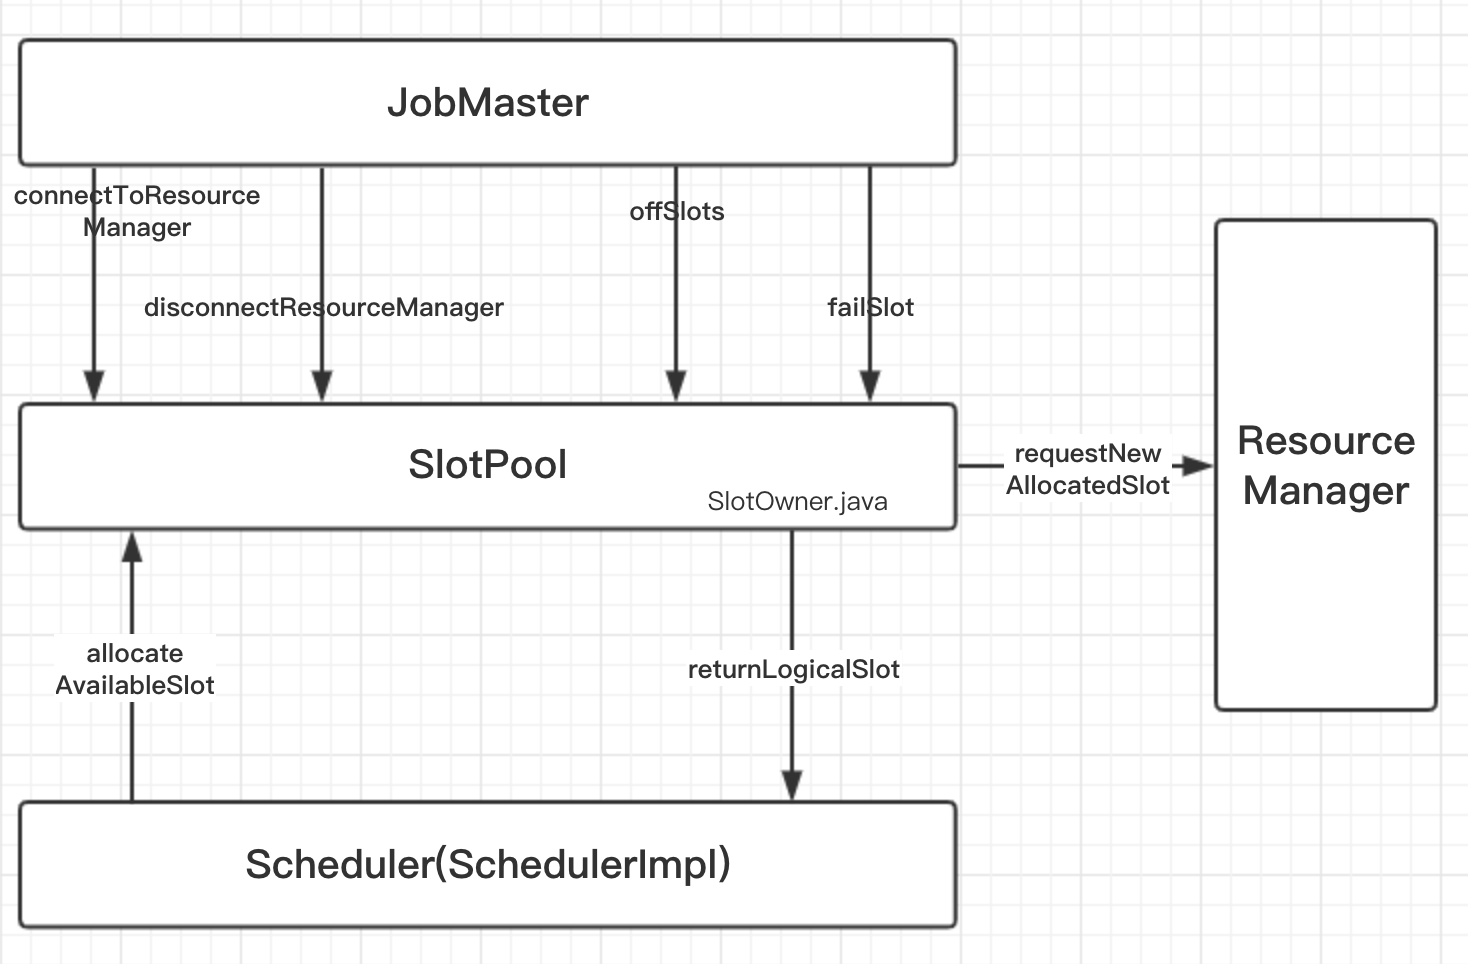 JobMaster
connectToResource
Manager
offSlots
disconnectResourceManager
failSlot
SlotPool
SlotOwner.java
requestNew
AllocatedSlot
Resource
Manager
allocate
AvailableSlot
returnLogicalSlot
Scheduler(SchedulerImpl)